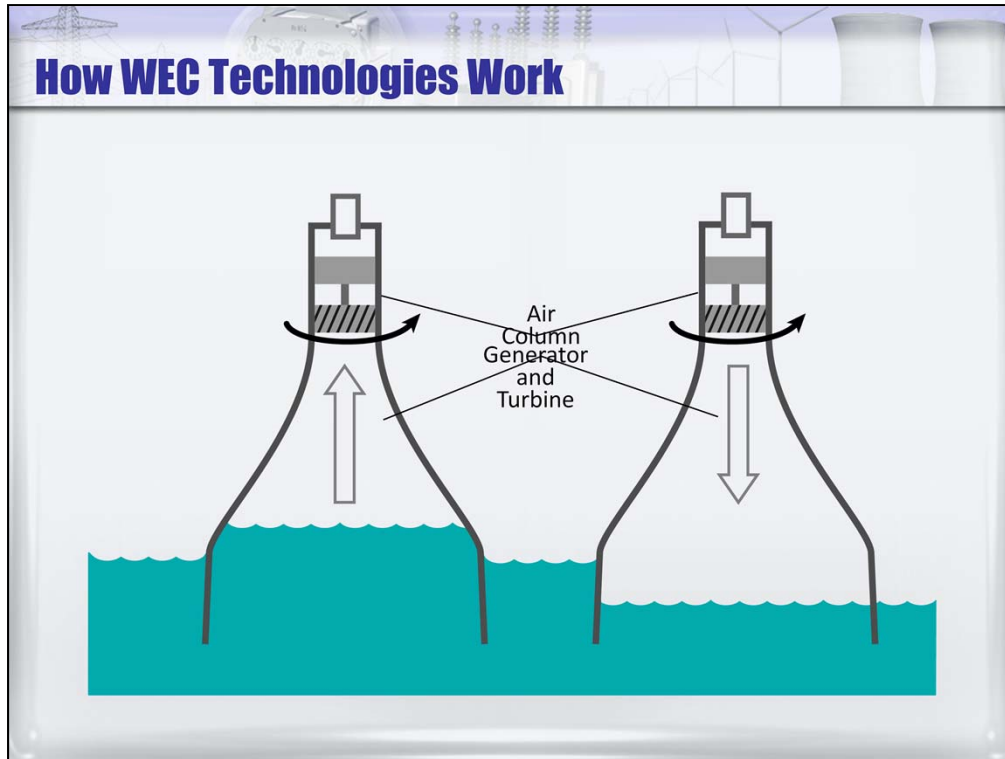 How WEC Technologies Work
Air
Column
Generator
and
Turbine